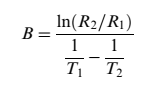 B = ln(R₂/R₁) / (1/T₁ − 1/T₂)